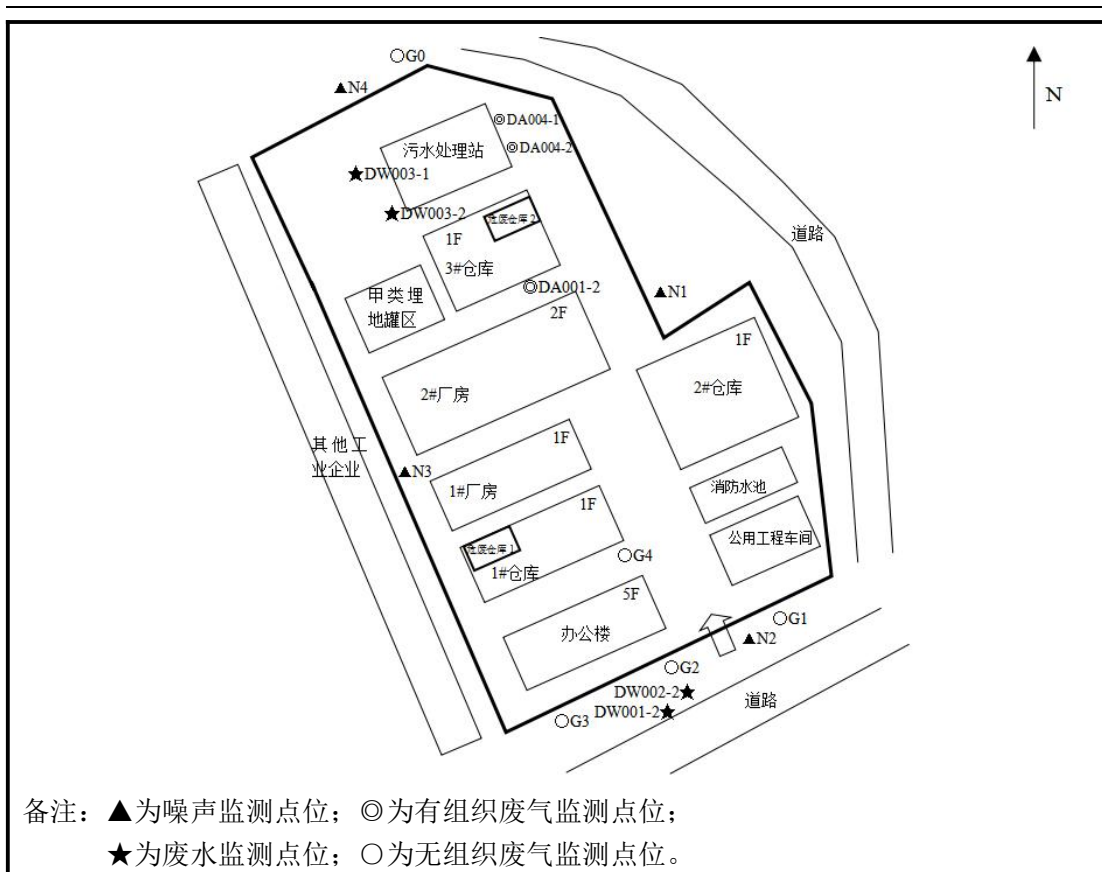 ○G0
▲N4
N
◎DA004-1
污水处理站
◎DA004-2
★DW003-1
★DW003-2
危废仓库2
1F
3#仓库
道路
甲类埋
地罐区
◎DA001-2
▲N1
2F
1F
2#厂房
2#仓库
其他工
业企业
1F
▲N3
1#厂房
消防水池
1F
公用工程车间
危废仓库1
○G4
1#仓库
5F
办公楼
○G1
▲N2
○G2
DW002-2★
道路
DW001-2★
○G3
备注：▲为噪声监测点位；◎为有组织废气监测点位；
★为废水监测点位；○为无组织废气监测点位。